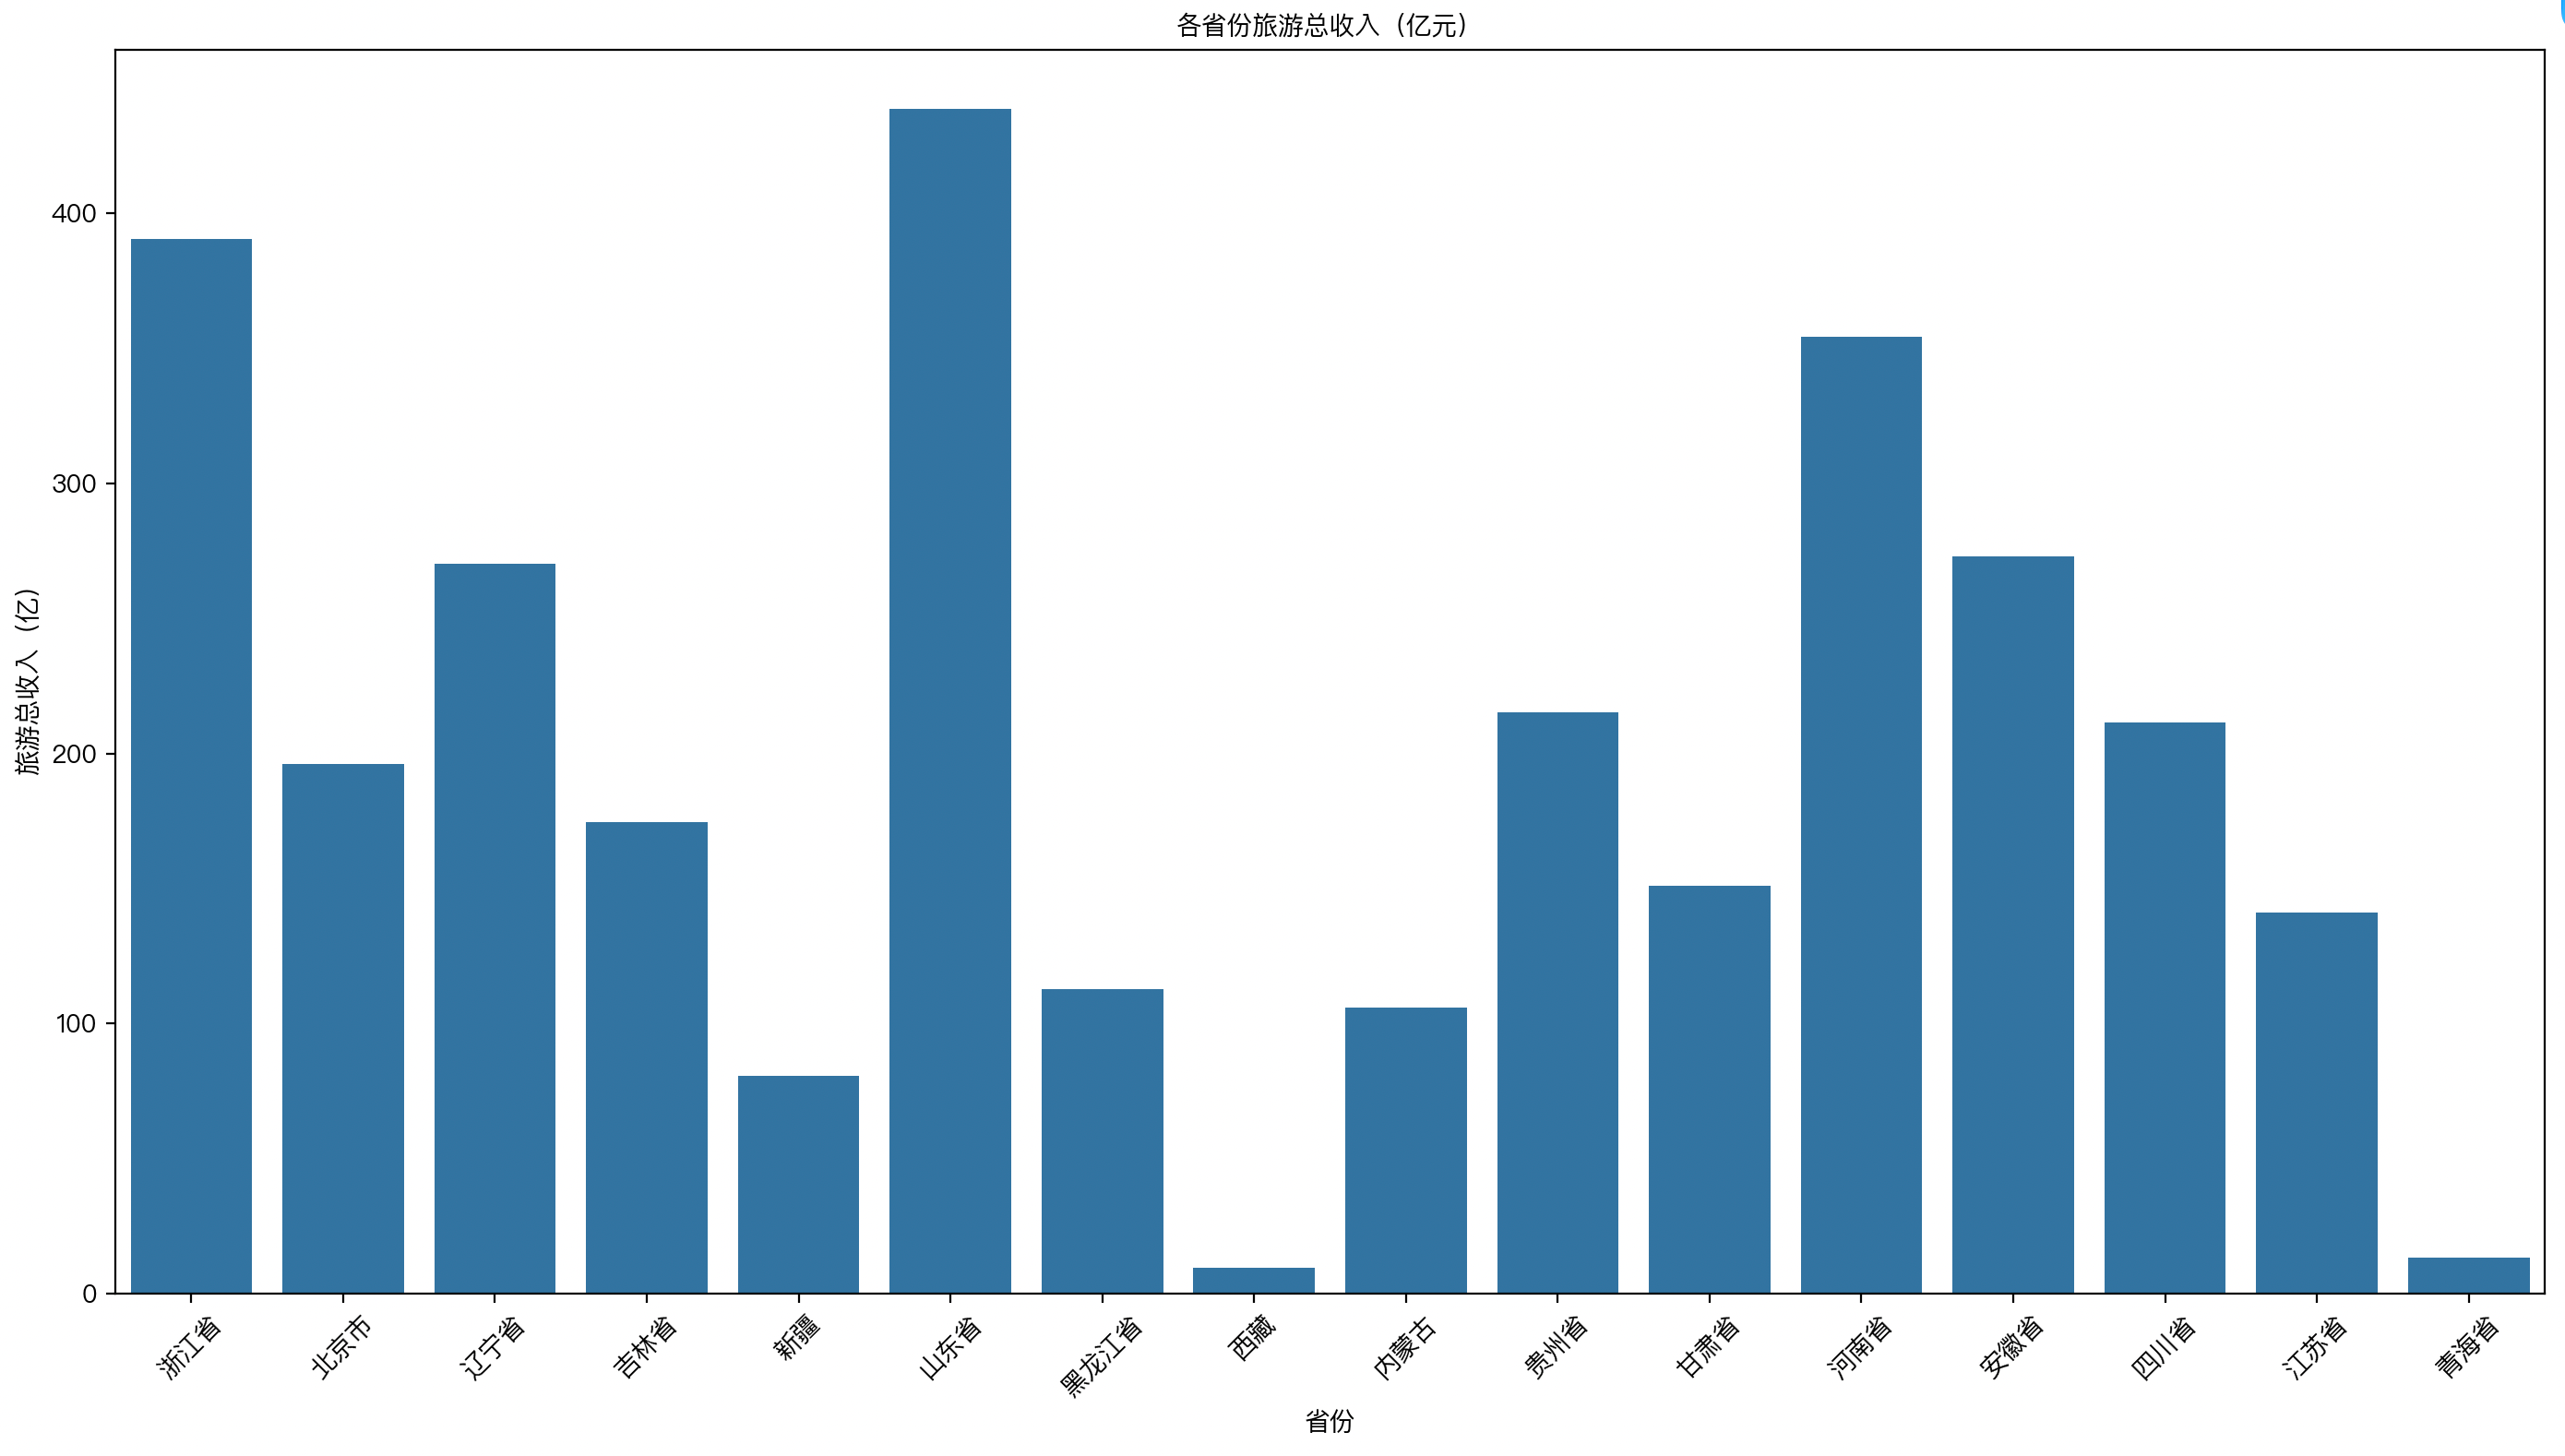 各省份旅游总收入（亿元）
旅游总收入（亿）
400
300
200
100
0
浙江省
北京市
辽宁省
吉林省
新疆
山东省
黑龙江省
西藏
内蒙古
贵州省
甘肃省
河南省
安徽省
四川省
江苏省
青海省
省份